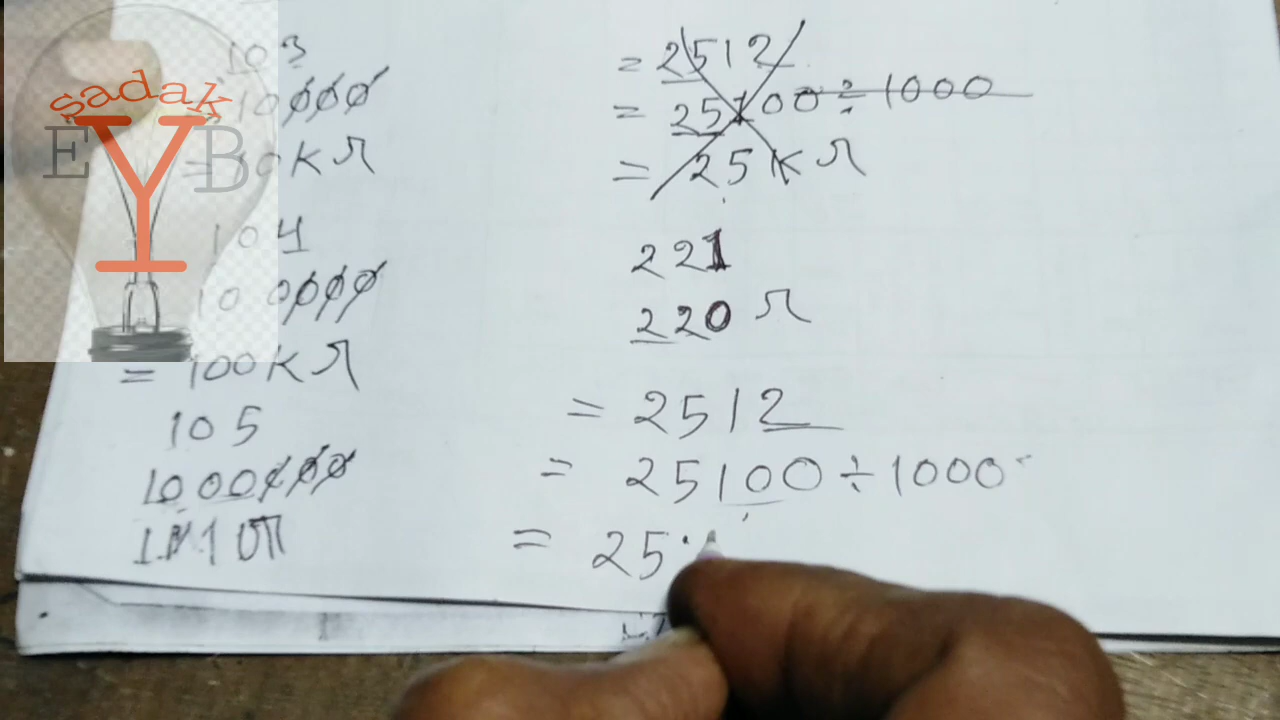 sadak
EYB
103
10000
= 10KΩ
104
100000
= 100KΩ
105
1000000
= 2512
= 25100 ÷ 1000
= 25KΩ
221
220 Ω
= 2512
= 25100 ÷ 1000
= 25.